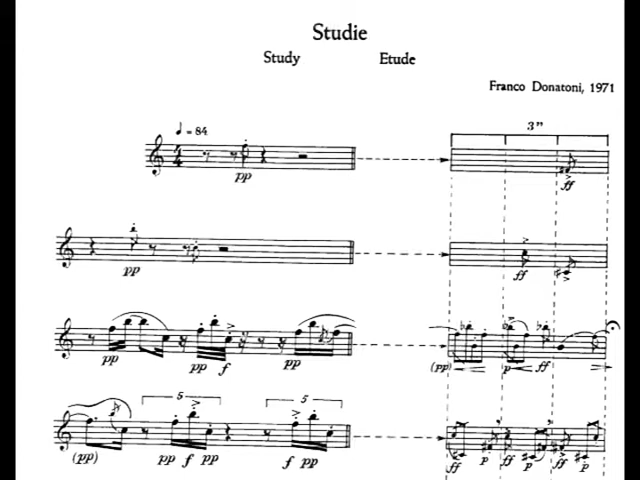 Studie
Study Etude
Franco Donatoni, 1971
♩ = 84
3"
pp ff
pp ff
pp pp f pp (pp) p ff
5 5
(pp) pp f pp f pp ff p ff p ff p